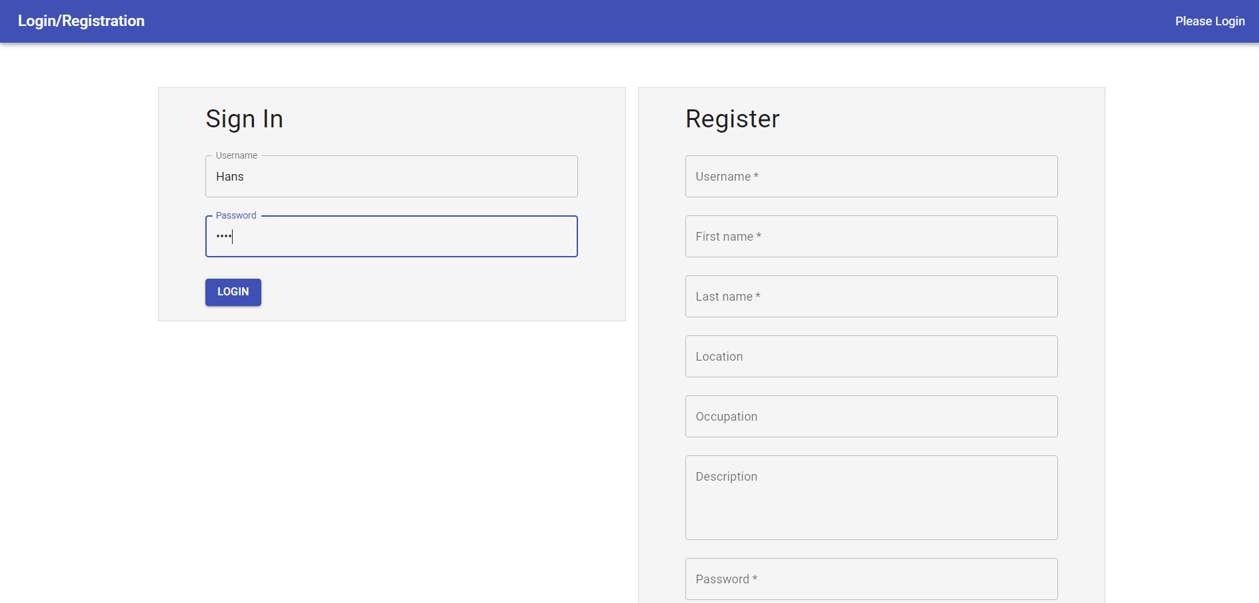 Login/Registration
Please Login
Sign In
Username
Hans
Password
••••
LOGIN
Register
Username *
First name *
Last name *
Location
Occupation
Description
Password *